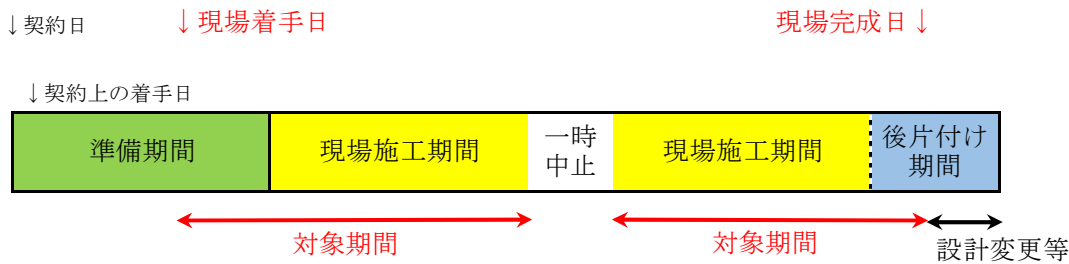 ↓契約日
↓現場着手日
現場完成日↓
↓契約上の着手日
準備期間
現場施工期間
一時
中止
現場施工期間
後片付け
期間
対象期間
対象期間
設計変更等